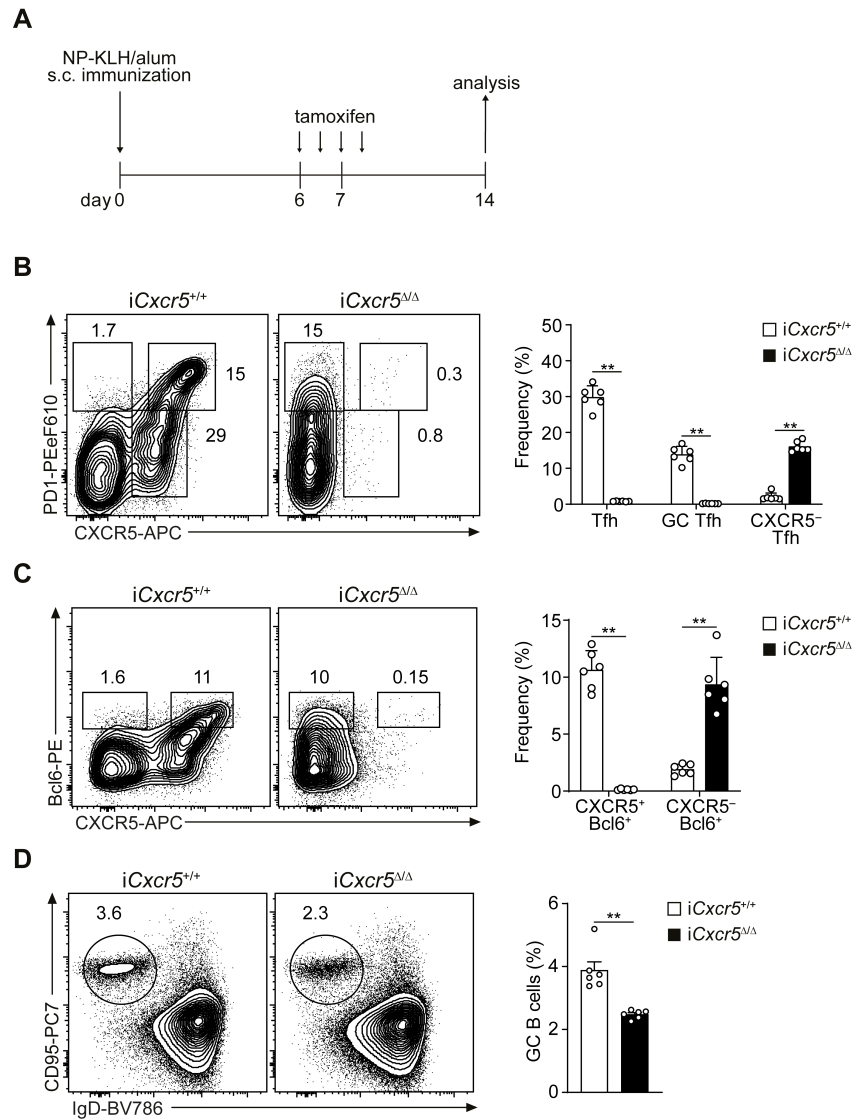 A
NP-KLH/alum
s.c. immunization
tamoxifen
analysis
day 0
6
7
14
B
iCxcr5+/+
iCxcr5Δ/Δ
1.7
15
29
15
0.3
0.8
PD1-PEeF610
CXCR5-APC
Frequency (%)
50
40
30
20
10
0
**
**
**
Tfh
GC Tfh
CXCR5–
Tfh
iCxcr5+/+
iCxcr5Δ/Δ
C
iCxcr5+/+
iCxcr5Δ/Δ
1.6
11
10
0.15
Bcl6-PE
CXCR5-APC
Frequency (%)
15
10
5
0
**
**
CXCR5+
Bcl6+
CXCR5–
Bcl6+
iCxcr5+/+
iCxcr5Δ/Δ
D
iCxcr5+/+
iCxcr5Δ/Δ
3.6
2.3
CD95-PC7
IgD-BV786
GC B cells (%)
6
4
2
0
**
iCxcr5+/+
iCxcr5Δ/Δ